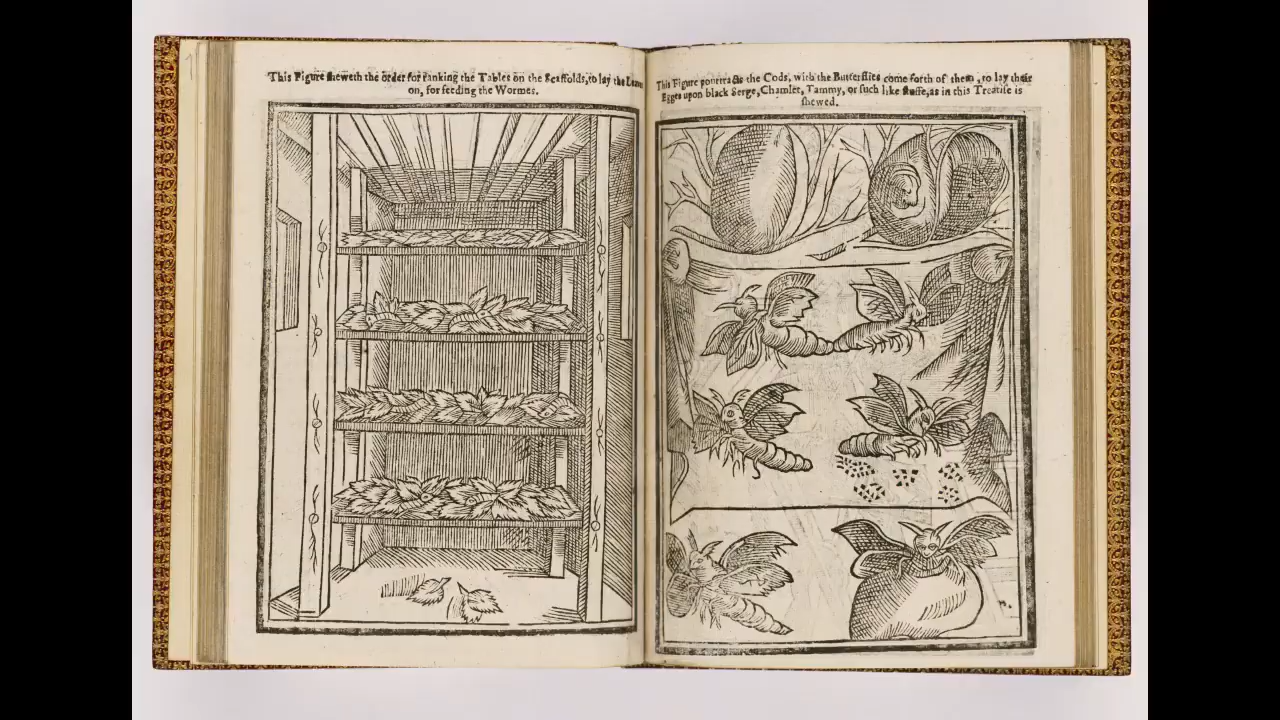 This Figure sheweth the order for ranking the Tables on the Scaffolds, to lay the Leaves
on, for feeding the Wormes.
This Figure pourtracts the Cods, with the Butterflies come forth of them, to lay their
Egges upon black Serge, Chamlet, Tammy, or such like stuffe, as in this Treatise is
shewed.